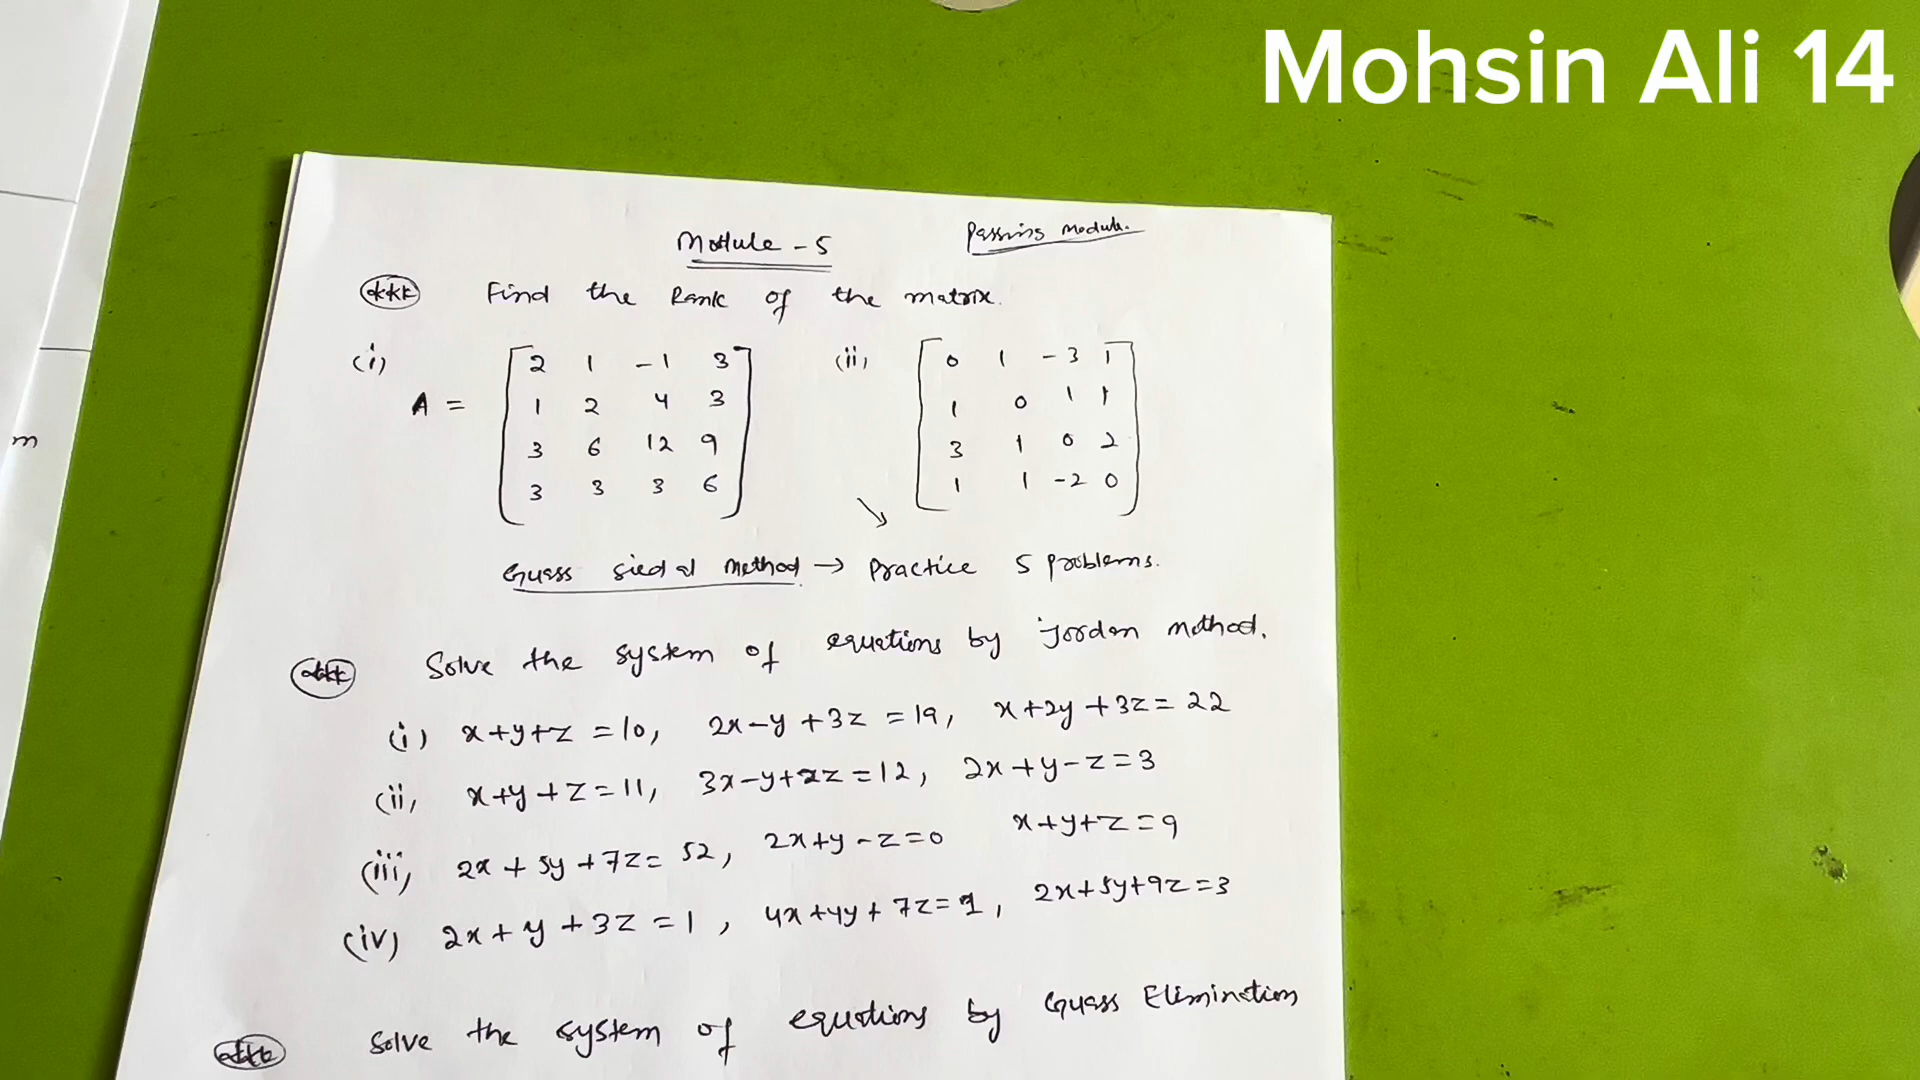 Mohsin Ali 14
Module - 5
Passing module.
*** Find the Rank of the matrix.
(i) A = [2 1 -1 3
1 2 4 3
3 6 12 9
3 3 3 6]
(ii) [0 1 -3 1
1 0 1 1
3 1 0 2
1 1 -2 0]
Guass siedal method → Practice 5 problems.
*** Solve the system of equations by Jordan method.
(i) x+y+z = 10, 2x-y+3z = 19, x+2y+3z = 22
(ii) x+y+z = 11, 3x-y+2z = 12, 2x+y-z = 3
(iii) 2x+5y+7z = 52, 2x+y-z = 0 x+y+z = 9
(iv) 2x+y+3z = 1, 4x+4y+7z = 1, 2x+5y+9z = 3
*** Solve the system of equations by Guass Elimination
m